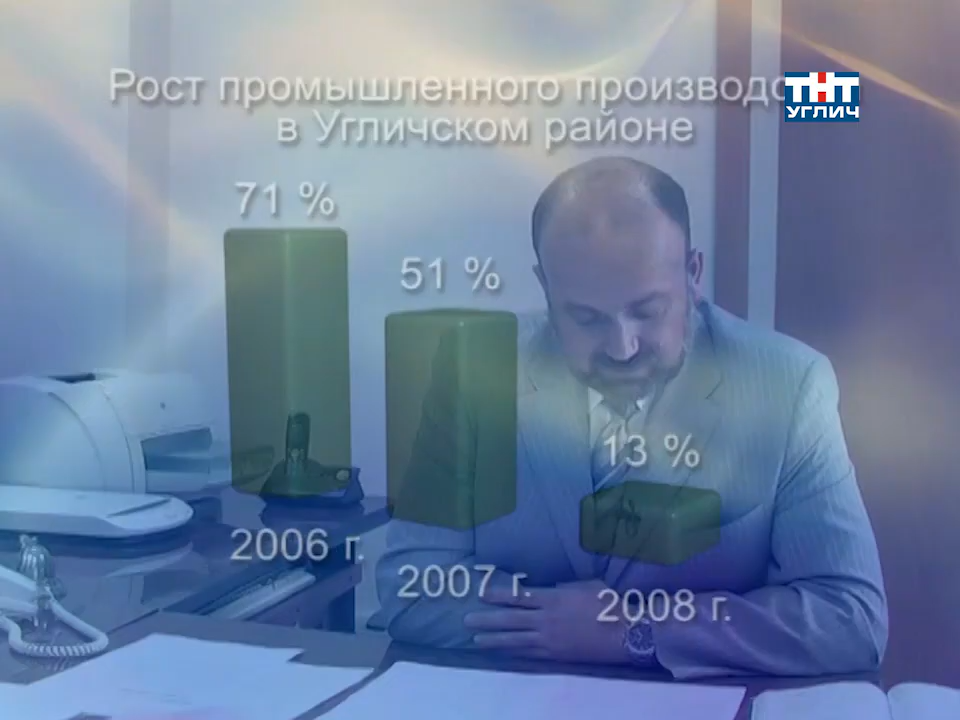 Рост промышленного производс
ТНТ
УГЛИЧ
в Угличском районе
71 %
51 %
13 %
2006 г.
2007 г.
2008 г.